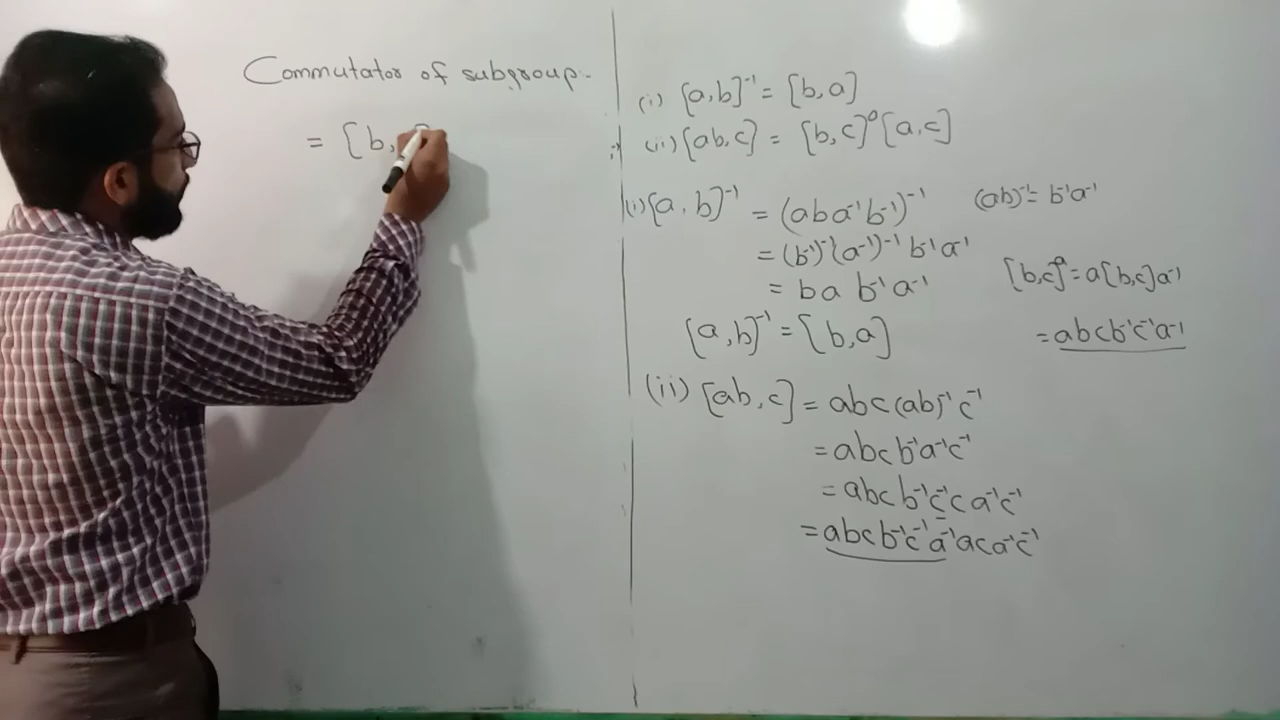 Commutator of subgroup.
= [b,
(i) [a,b]⁻¹ = [b,a]
(ii) [ab,c] = [b,c]ᵃ[a,c]
(i) [a,b]⁻¹ = (aba⁻¹b⁻¹)⁻¹ (ab)⁻¹= b⁻¹a⁻¹
= (b⁻¹)⁻¹(a⁻¹)⁻¹ b⁻¹a⁻¹
= ba b⁻¹a⁻¹ [b,c]ᵃ=a[b,c]a⁻¹
[a,b]⁻¹ = [b,a] = abcb⁻¹c⁻¹a⁻¹
(ii) [ab,c] = abc(ab)⁻¹c⁻¹
= abcb⁻¹a⁻¹c⁻¹
= abcb⁻¹c⁻¹ca⁻¹c⁻¹
= abcb⁻¹c⁻¹a⁻¹aca⁻¹c⁻¹